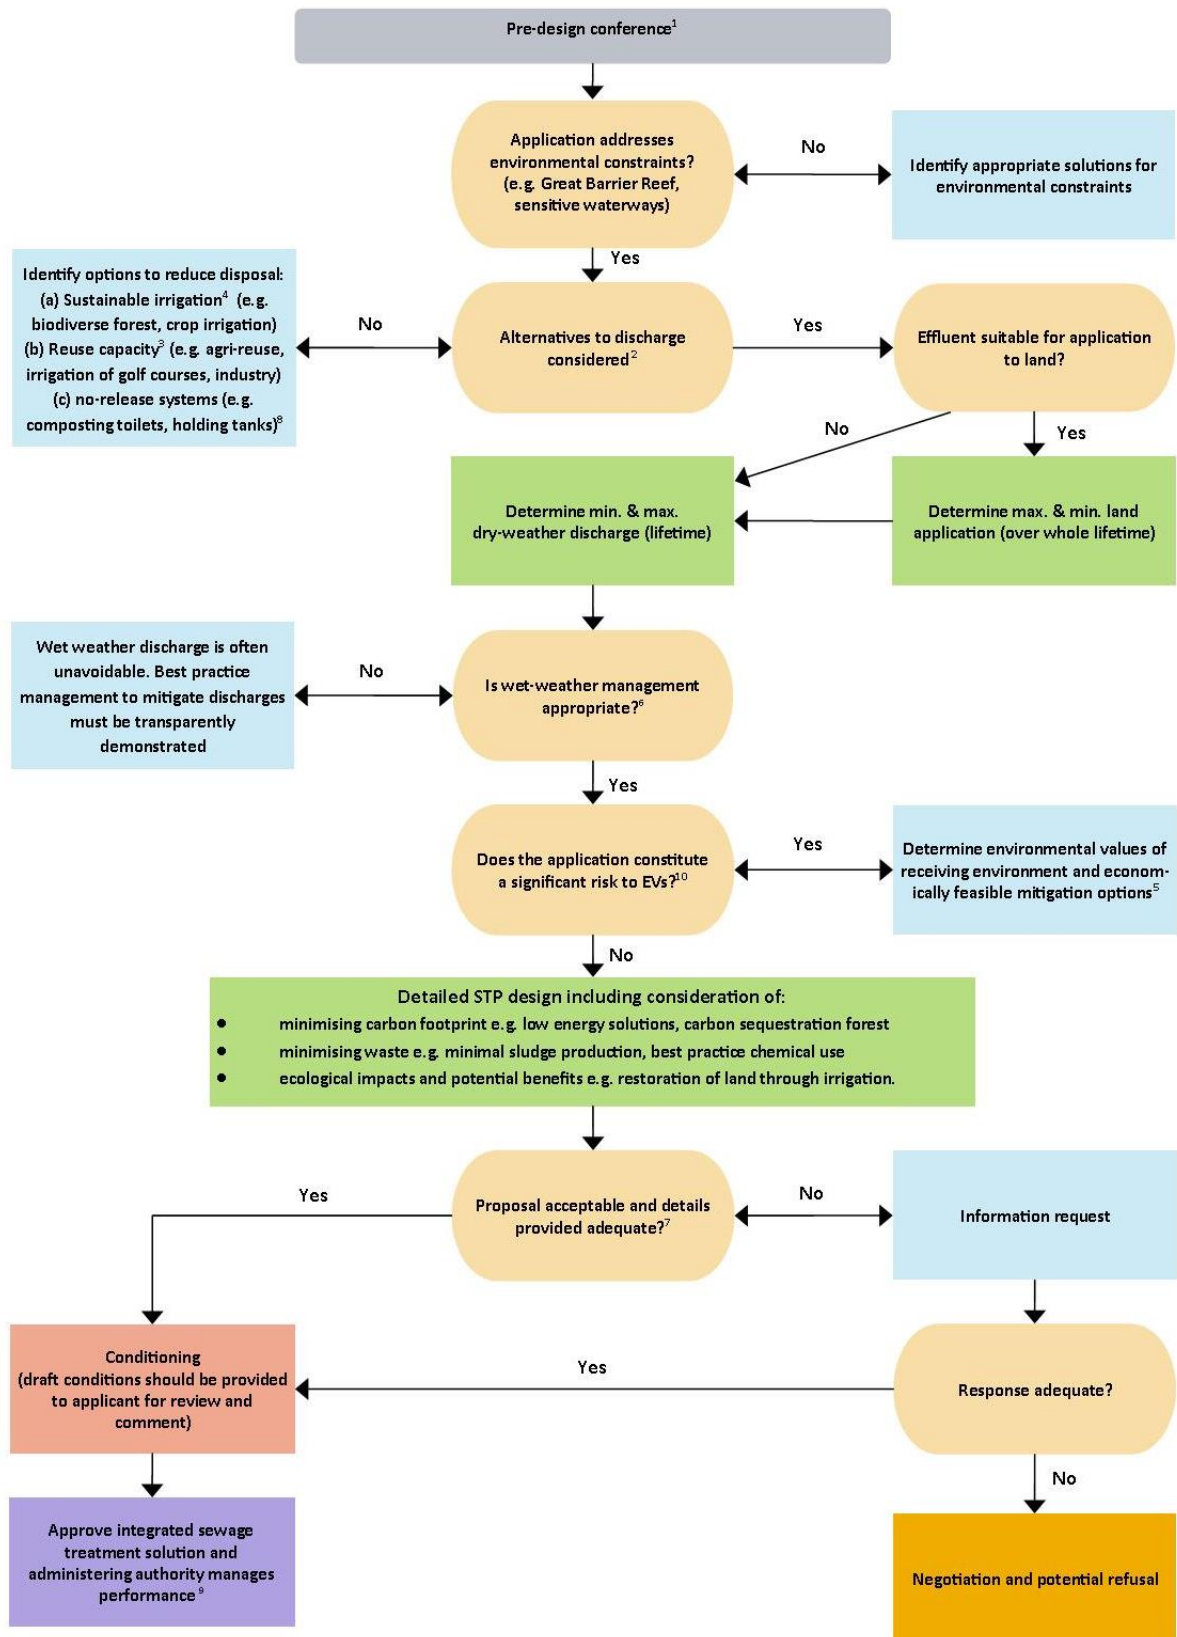 Pre-design conference¹
Application addresses
environmental constraints?
(e.g. Great Barrier Reef,
sensitive waterways)
No
Identify appropriate solutions for
environmental constraints
Yes
Identify options to reduce disposal:
(a) Sustainable irrigation⁴ (e.g.
biodiverse forest, crop irrigation)
(b) Reuse capacity³ (e.g. agri-reuse,
irrigation of golf courses, industry)
(c) no-release systems (e.g.
composting toilets, holding tanks)⁸
No
Alternatives to discharge
considered²
Yes
Effluent suitable for application
to land?
No
Yes
Determine min. & max.
dry-weather discharge (lifetime)
Determine max. & min. land
application (over whole lifetime)
Wet weather discharge is often
unavoidable. Best practice
management to mitigate discharges
must be transparently
demonstrated
No
Is wet-weather management
appropriate?⁶
Yes
Does the application constitute
a significant risk to EVs?¹⁰
Yes
Determine environmental values of
receiving environment and econom-
ically feasible mitigation options⁵
No
Detailed STP design including consideration of:
• minimising carbon footprint e.g. low energy solutions, carbon sequestration forest
• minimising waste e.g. minimal sludge production, best practice chemical use
• ecological impacts and potential benefits e.g. restoration of land through irrigation.
Yes
Proposal acceptable and details
provided adequate?⁷
No
Information request
Conditioning
(draft conditions should be provided
to applicant for review and
comment)
Yes
Response adequate?
No
Approve integrated sewage
treatment solution and
administering authority manages
performance⁹
Negotiation and potential refusal